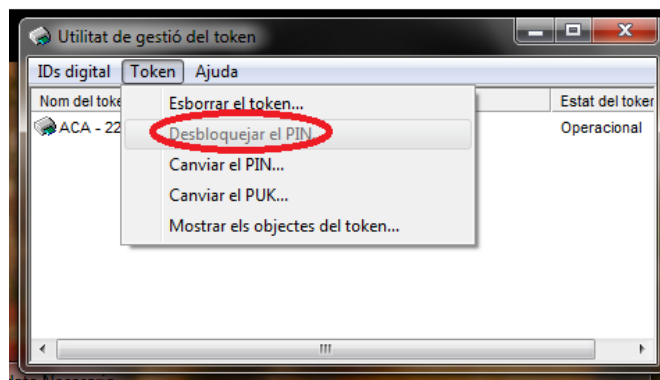 Utilitat de gestió del token
IDs digital Token Ajuda
Nom del toke Estat del token
ACA - 22 Operacional
Esborrar el token...
Desbloquejar el PIN...
Canviar el PIN...
Canviar el PUK...
Mostrar els objectes del token...